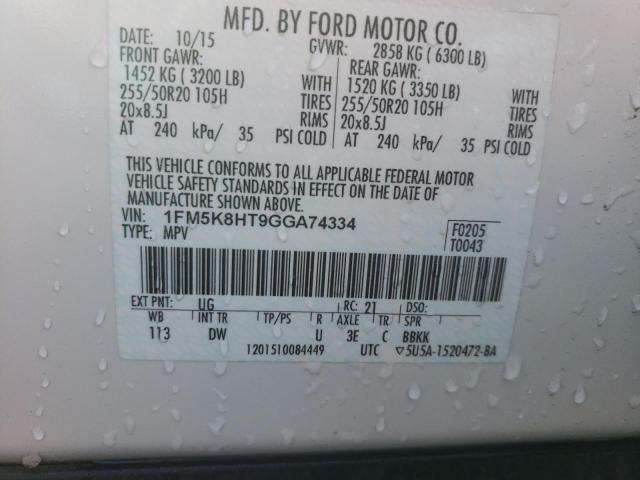 MFD. BY FORD MOTOR CO.
DATE: 10/15 GVWR: 2858 KG ( 6300 LB)
FRONT GAWR: REAR GAWR:
1452 KG ( 3200 LB) WITH 1520 KG ( 3350 LB) WITH
255/50R20 105H TIRES 255/50R20 105H TIRES
20x8.5J RIMS 20x8.5J RIMS
AT 240 kPa/ 35 PSI COLD AT 240 kPa/ 35 PSI COLD
THIS VEHICLE CONFORMS TO ALL APPLICABLE FEDERAL MOTOR
VEHICLE SAFETY STANDARDS IN EFFECT ON THE DATE OF
MANUFACTURE SHOWN ABOVE.
VIN: 1FM5K8HT9GGA74334 F0205
TYPE: MPV T0043
EXT PNT: UG RC: 21 DSO:
WB INT TR TP/PS R AXLE TR SPR
113 DW U 3E C BBKK
1201510084449 UTC ▽5U5A-1520472-BA